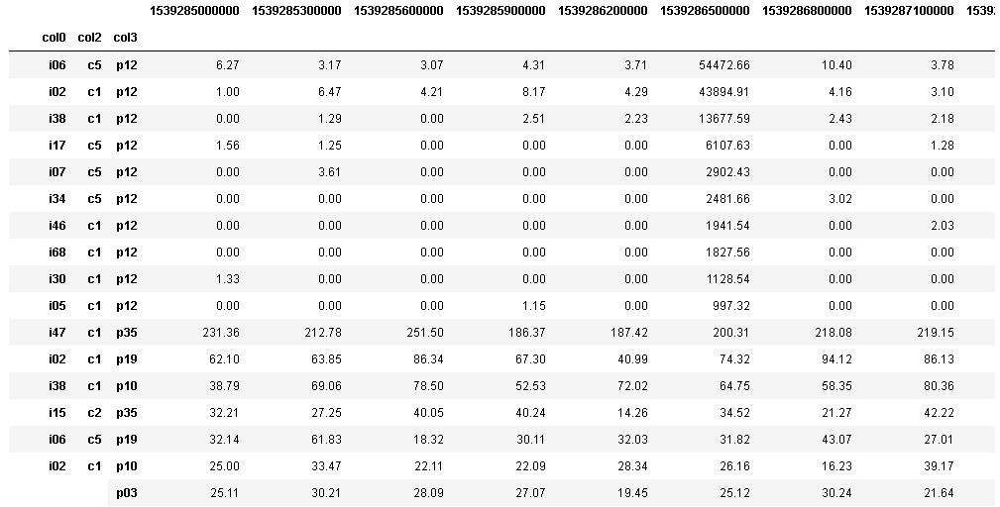 1539285000000 1539285300000 1539285600000 1539285900000 1539286200000 1539286500000 1539286800000 1539287100000 1539:
col0 col2 col3
i06 c5 p12 6.27 3.17 3.07 4.31 3.71 54472.66 10.40 3.78
i02 c1 p12 1.00 6.47 4.21 8.17 4.29 43894.91 4.16 3.10
i38 c1 p12 0.00 1.29 0.00 2.51 2.23 13677.59 2.43 2.18
i17 c5 p12 1.56 1.25 0.00 0.00 0.00 6107.63 0.00 1.28
i07 c5 p12 0.00 3.61 0.00 0.00 0.00 2902.43 0.00 0.00
i34 c5 p12 0.00 0.00 0.00 0.00 0.00 2481.66 3.02 0.00
i46 c1 p12 0.00 0.00 0.00 0.00 0.00 1941.54 0.00 2.03
i68 c1 p12 0.00 0.00 0.00 0.00 0.00 1827.56 0.00 0.00
i30 c1 p12 1.33 0.00 0.00 0.00 0.00 1128.54 0.00 0.00
i05 c1 p12 0.00 0.00 0.00 1.15 0.00 997.32 0.00 0.00
i47 c1 p35 231.36 212.78 251.50 186.37 187.42 200.31 218.08 219.15
i02 c1 p19 62.10 63.85 86.34 67.30 40.99 74.32 94.12 86.13
i38 c1 p10 38.79 69.06 78.50 52.53 72.02 64.75 58.35 80.36
i15 c2 p35 32.21 27.25 40.05 40.24 14.26 34.52 21.27 42.22
i06 c5 p19 32.14 61.83 18.32 30.11 32.03 31.82 43.07 27.01
i02 c1 p10 25.00 33.47 22.11 22.09 28.34 26.16 16.23 39.17
p03 25.11 30.21 28.09 27.07 19.45 25.12 30.24 21.64